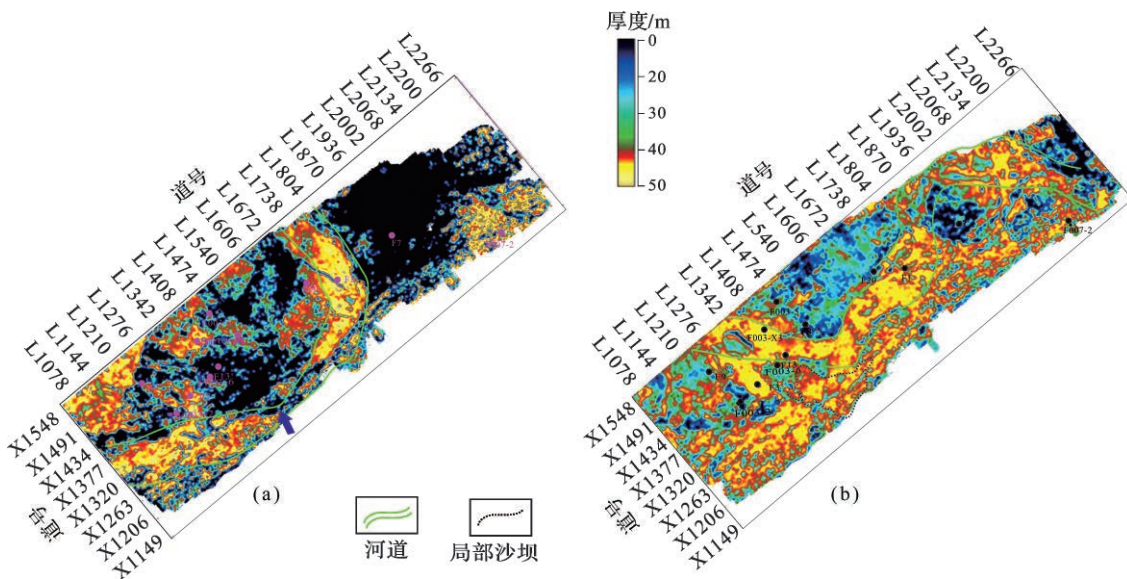 厚度/m
0
20
30
40
50
L2266
L2200
L2134
L2068
L2002
L1936
L1870
L1804
L1738
L1672
L1606
L1540
L1474
L1408
L1342
L1276
L1210
L1144
L1078
道号
X1548
X1491
X1434
X1377
X1320
X1263
X1206
X1149
道号
F7
(a)
L2266
L2200
L2134
L2068
L2002
L1936
L1870
L1804
L1738
L1672
L1606
L540
L1474
L1408
L1342
L1276
L1210
L1144
L1078
道号
X1548
X1491
X1434
X1377
X1320
X1263
X1206
X1149
道号
F007-2
F003-X3
(b)
河道
局部沙坝